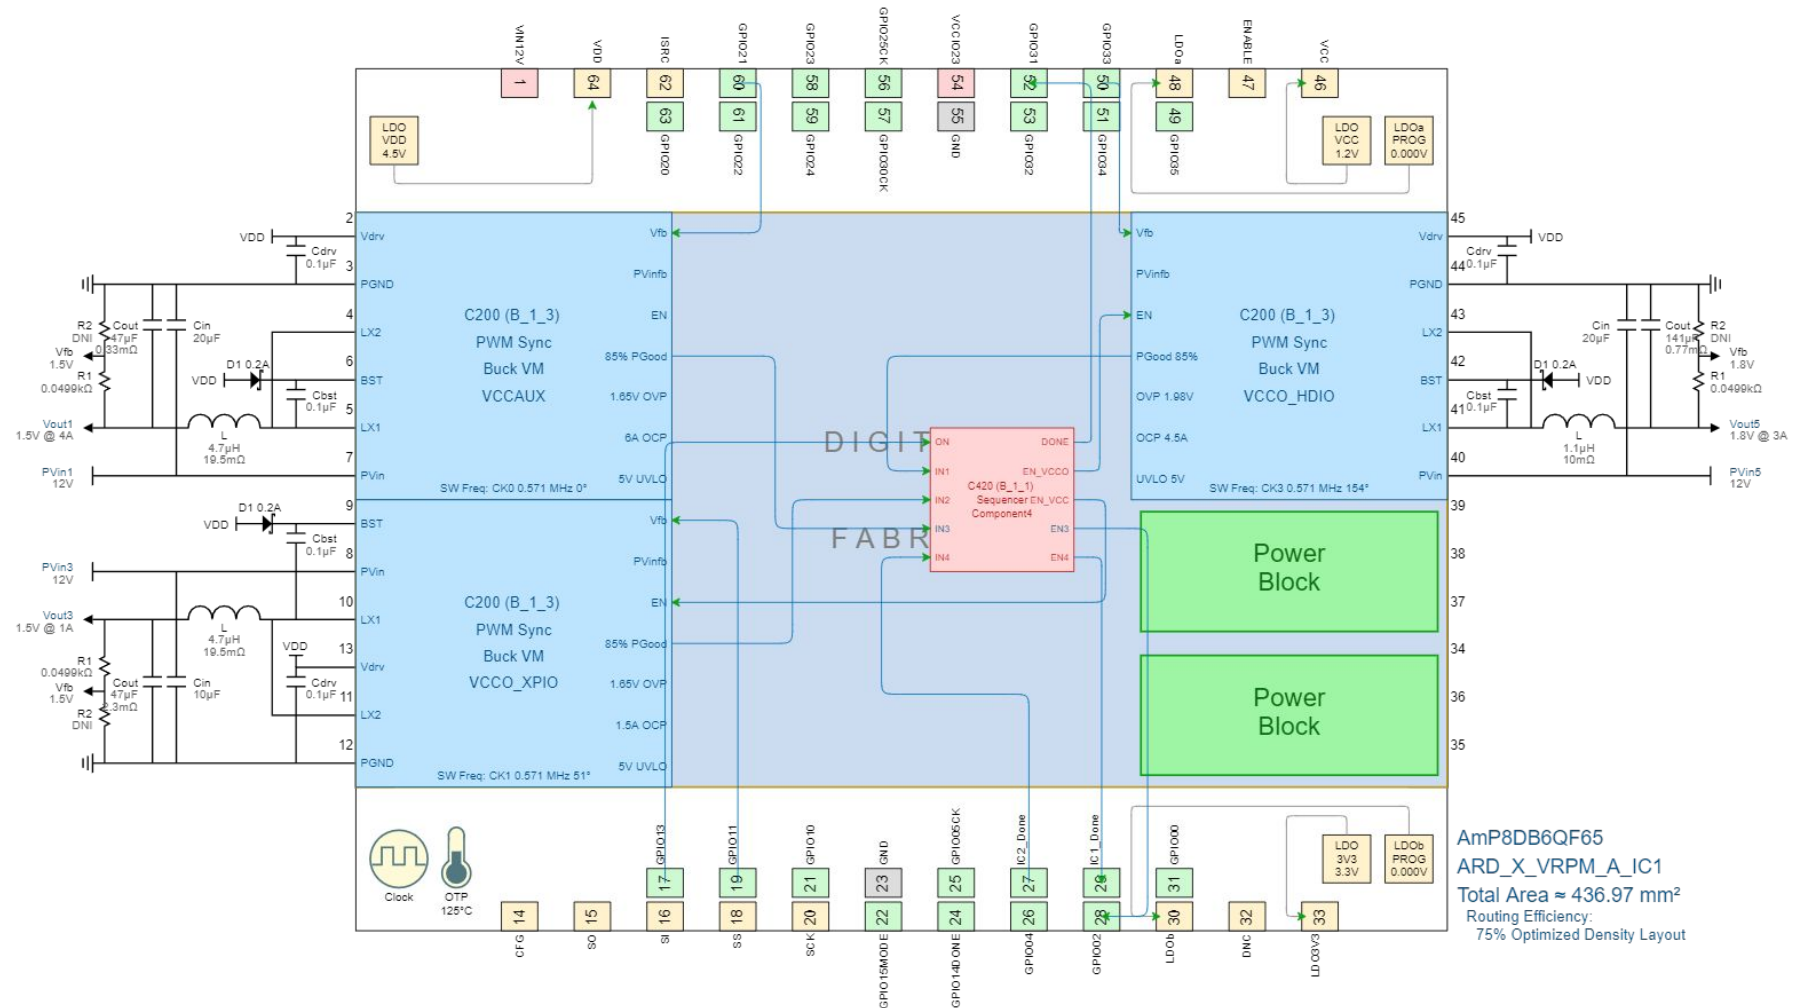 VIN12V
VDD
ISRC
GPIO21
GPIO23
GPIO25CK
VCCIO23
GPIO31
GPIO33
LDOa
ENABLE
VCC
1
64
62
60
58
56
54
52
50
48
47
46
63
61
59
57
55
53
51
49
GPIO20
GPIO22
GPIO24
GPIO30CK
GND
GPIO32
GPIO34
GPIO35
LDO
VDD
4.5V
LDO
VCC
1.2V
LDOa
PROG
0.000V
2
Vdrv
VDD
Cdrv
0.1µF
3
PGND
4
LX2
R2
DNI
Cout
47µF
0.33mΩ
Cin
20µF
Vfb
1.5V
R1
0.0499kΩ
6
BST
D1 0.2A
VDD
Cbst
0.1µF
5
LX1
Vout1
1.5V @ 4A
L
4.7µH
19.5mΩ
7
PVin
PVin1
12V
C200 (B_1_3)
PWM Sync
Buck VM
VCCAUX
Vfb
PVinfb
EN
85% PGood
1.65V OVP
6A OCP
5V UVLO
SW Freq: CK0 0.571 MHz 0°
9
BST
D1 0.2A
VDD
Cbst
0.1µF
8
PVin
PVin3
12V
10
LX1
Vout3
1.5V @ 1A
L
4.7µH
19.5mΩ
13
Vdrv
VDD
Cdrv
0.1µF
R1
0.0499kΩ
Vfb
1.5V
R2
DNI
Cout
47µF
2.3mΩ
Cin
10µF
11
LX2
12
PGND
C200 (B_1_3)
PWM Sync
Buck VM
VCCO_XPIO
Vfb
PVinfb
EN
85% PGood
1.65V OVP
1.5A OCP
5V UVLO
SW Freq: CK1 0.571 MHz 51°
DIGIT
FABR
ON
IN1
IN2
IN3
IN4
C420 (B_1_1)
Sequencer
Component4
DONE
EN_VCCO
EN_VCC
EN3
EN4
Vfb
PVinfb
EN
PGood 85%
OVP 1.98V
OCP 4.5A
UVLO 5V
C200 (B_1_3)
PWM Sync
Buck VM
VCCO_HDIO
SW Freq: CK3 0.571 MHz 154°
45
Vdrv
VDD
Cdrv
0.1µF
44
PGND
43
LX2
Cin
20µF
Cout
141µF
0.77mΩ
R2
DNI
Vfb
1.8V
R1
0.0499kΩ
42
BST
D1 0.2A
VDD
Cbst
0.1µF
41
LX1
Vout5
1.8V @ 3A
L
1.1µH
10mΩ
40
PVin
PVin5
12V
39
38
37
34
36
35
Power
Block
Power
Block
Clock
OTP
125°C
GPIO13
GPIO11
GPIO10
GND
GPIO05CK
IC2_Done
IC1_Done
GPIO00
17
19
21
23
25
27
29
31
14
15
16
18
20
22
24
26
28
30
32
33
CFG
SO
SI
SS
SCK
GPIO15MODE
GPIO14DONE
GPIO04
GPIO02
LDOb
DNC
LDO3V3
LDO
3V3
3.3V
LDOb
PROG
0.000V
AmP8DB6QF65
ARD_X_VRPM_A_IC1
Total Area ≈ 436.97 mm²
Routing Efficiency:
75% Optimized Density Layout